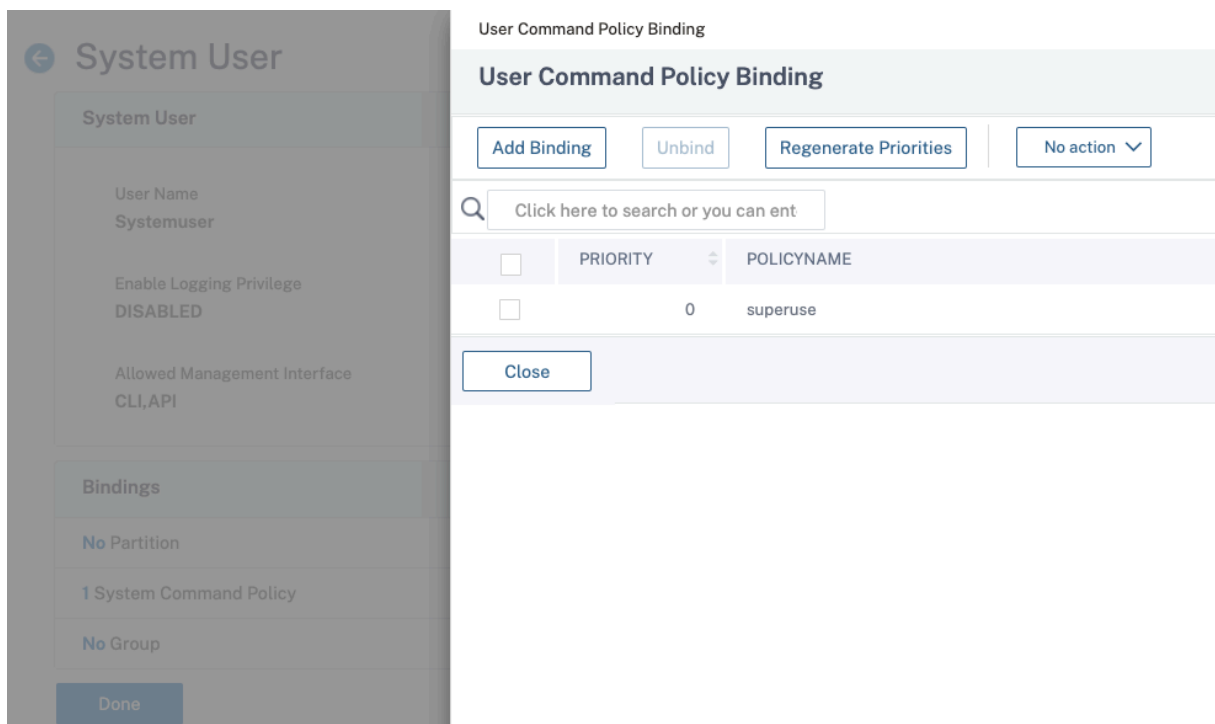 System User
System User
User Name
Systemuser
Enable Logging Privilege
DISABLED
Allowed Management Interface
CLI,API
Bindings
No Partition
1 System Command Policy
No Group
Done
User Command Policy Binding
User Command Policy Binding
Add Binding
Unbind
Regenerate Priorities
No action
Click here to search or you can ent
PRIORITY POLICYNAME
0 superuse
Close